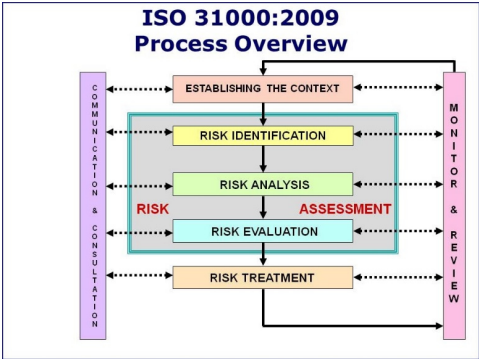 ISO 31000:2009
Process Overview
COMMUNICATION & CONSULTATION
ESTABLISHING THE CONTEXT
RISK IDENTIFICATION
RISK ANALYSIS
RISK ASSESSMENT
RISK EVALUATION
RISK TREATMENT
MONITOR & REVIEW